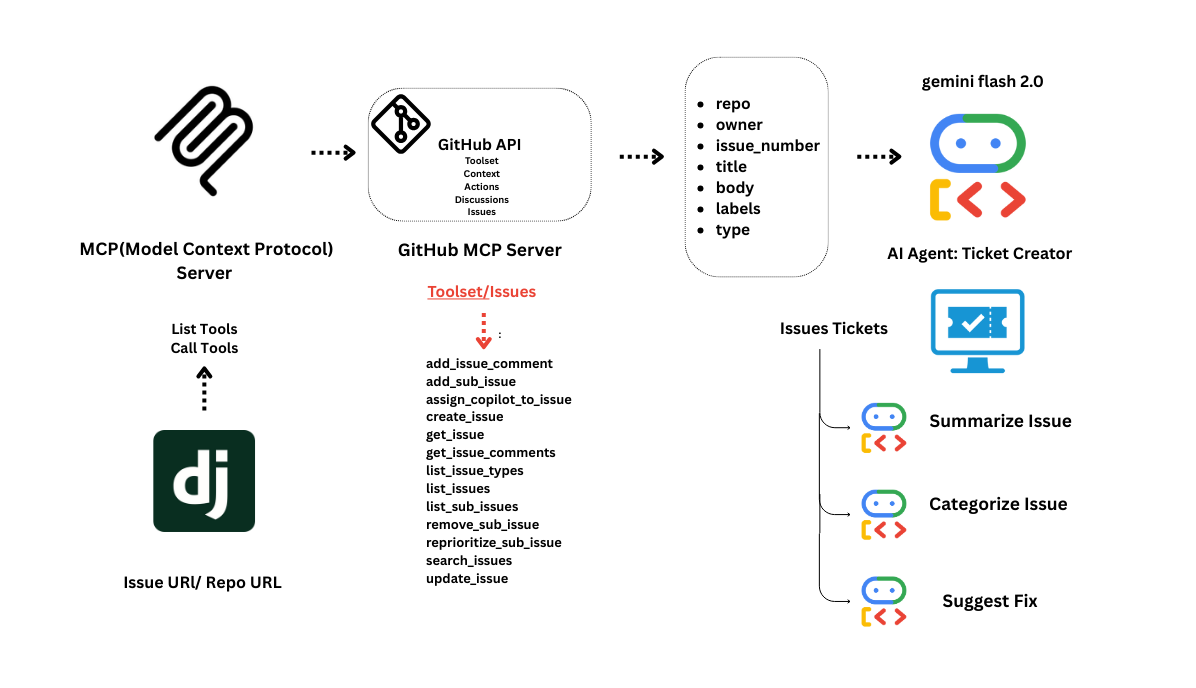 MCP(Model Context Protocol)
Server
List Tools
Call Tools
dj
Issue URl/ Repo URL
GitHub API
Toolset
Context
Actions
Discussions
Issues
GitHub MCP Server
Toolset/Issues
:
add_issue_comment
add_sub_issue
assign_copilot_to_issue
create_issue
get_issue
get_issue_comments
list_issue_types
list_issues
list_sub_issues
remove_sub_issue
reprioritize_sub_issue
search_issues
update_issue
repo
owner
issue_number
title
body
labels
type
gemini flash 2.0
AI Agent: Ticket Creator
Issues Tickets
Summarize Issue
Categorize Issue
Suggest Fix